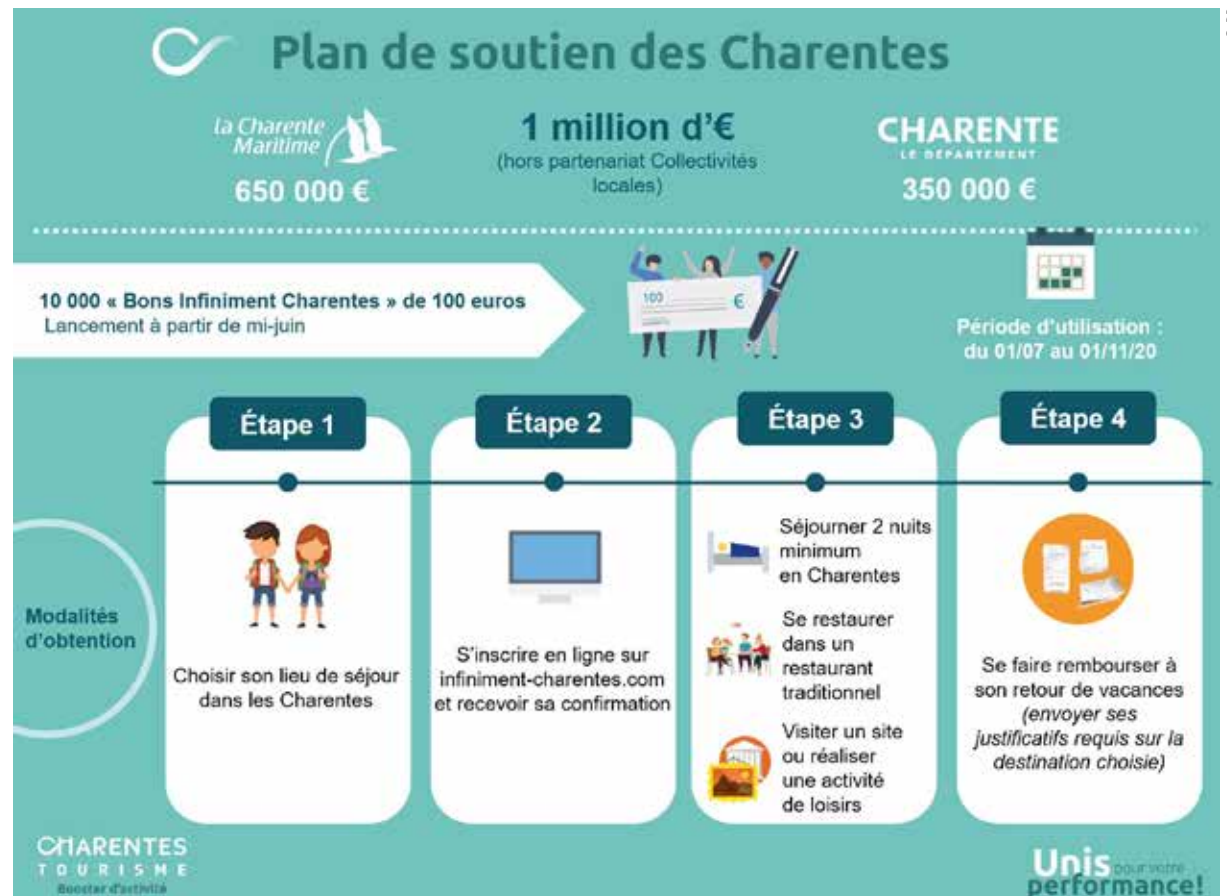 Plan de soutien des Charentes
la Charente
Maritime
650 000 €
1 million d'€
(hors partenariat Collectivités
locales)
CHARENTE
LE DÉPARTEMENT
350 000 €
10 000 « Bons Infiniment Charentes » de 100 euros
Lancement à partir de mi-juin
100
€
Période d'utilisation :
du 01/07 au 01/11/20
Modalités
d'obtention
Étape 1
Choisir son lieu de séjour
dans les Charentes
Étape 2
S'inscrire en ligne sur
infiniment-charentes.com
et recevoir sa confirmation
Étape 3
Séjourner 2 nuits
minimum
en Charentes
Se restaurer
dans un
restaurant
traditionnel
Visiter un site
ou réaliser
une activité
de loisirs
Étape 4
Se faire rembourser à
son retour de vacances
(envoyer ses
justificatifs requis sur la
destination choisie)
CHARENTES
TOURISME
Booster d'activité
Unis pour votre
performance!